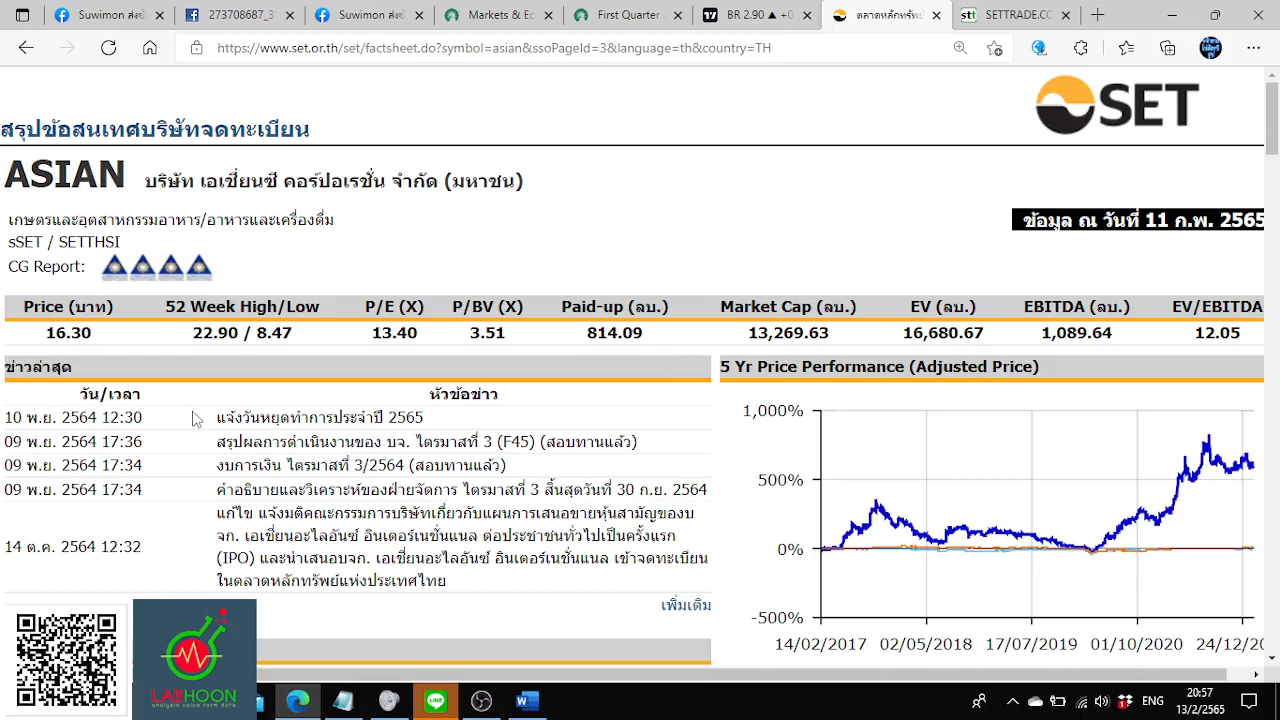 Suwimon ส่งข้
273708687_3
Suwimon ส่งข้
Markets & Ec
First Quarter
BR 2.90 ▲ +0
ตลาดหลักทรัพย์
SETTRADE.CO
https://www.set.or.th/set/factsheet.do?symbol=asian&ssoPageId=3&language=th&country=TH
SET
สรุปข้อสนเทศบริษัทจดทะเบียน
ASIAN บริษัท เอเชี่ยนซี คอร์ปอเรชั่น จำกัด (มหาชน)
เกษตรและอุตสาหกรรมอาหาร/อาหารและเครื่องดื่ม
ข้อมูล ณ วันที่ 11 ก.พ. 2565
sSET / SETTHSI
CG Report:
Price (บาท) 52 Week High/Low P/E (X) P/BV (X) Paid-up (ลบ.) Market Cap (ลบ.) EV (ลบ.) EBITDA (ลบ.) EV/EBITDA
16.30 22.90 / 8.47 13.40 3.51 814.09 13,269.63 16,680.67 1,089.64 12.05
ข่าวล่าสุด
วัน/เวลา หัวข้อข่าว
10 พ.ย. 2564 12:30 แจ้งวันหยุดทำการประจำปี 2565
09 พ.ย. 2564 17:36 สรุปผลการดำเนินงานของ บจ. ไตรมาสที่ 3 (F45) (สอบทานแล้ว)
09 พ.ย. 2564 17:34 งบการเงิน ไตรมาสที่ 3/2564 (สอบทานแล้ว)
09 พ.ย. 2564 17:34 คำอธิบายและวิเคราะห์ของฝ่ายจัดการ ไตรมาสที่ 3 สิ้นสุดวันที่ 30 ก.ย. 2564
14 ต.ค. 2564 12:32 แก้ไข แจ้งมติคณะกรรมการบริษัทเกี่ยวกับแผนการเสนอขายหุ้นสามัญของบ
จก. เอเชี่ยนอะไลอันซ์ อินเตอร์เนชั่นแนล ต่อประชาชนทั่วไปเป็นครั้งแรก
(IPO) และนำเสนอบจก. เอเชี่ยนอะไลอันซ์ อินเตอร์เนชั่นแนล เข้าจดทะเบียน
ในตลาดหลักทรัพย์แห่งประเทศไทย
เพิ่มเติม
5 Yr Price Performance (Adjusted Price)
1,000%
500%
0%
-500%
14/02/2017 2/05/2018 17/07/2019 01/10/2020 24/12/20
LABHOON
analysis value form data
ENG
20:57
13/2/2565